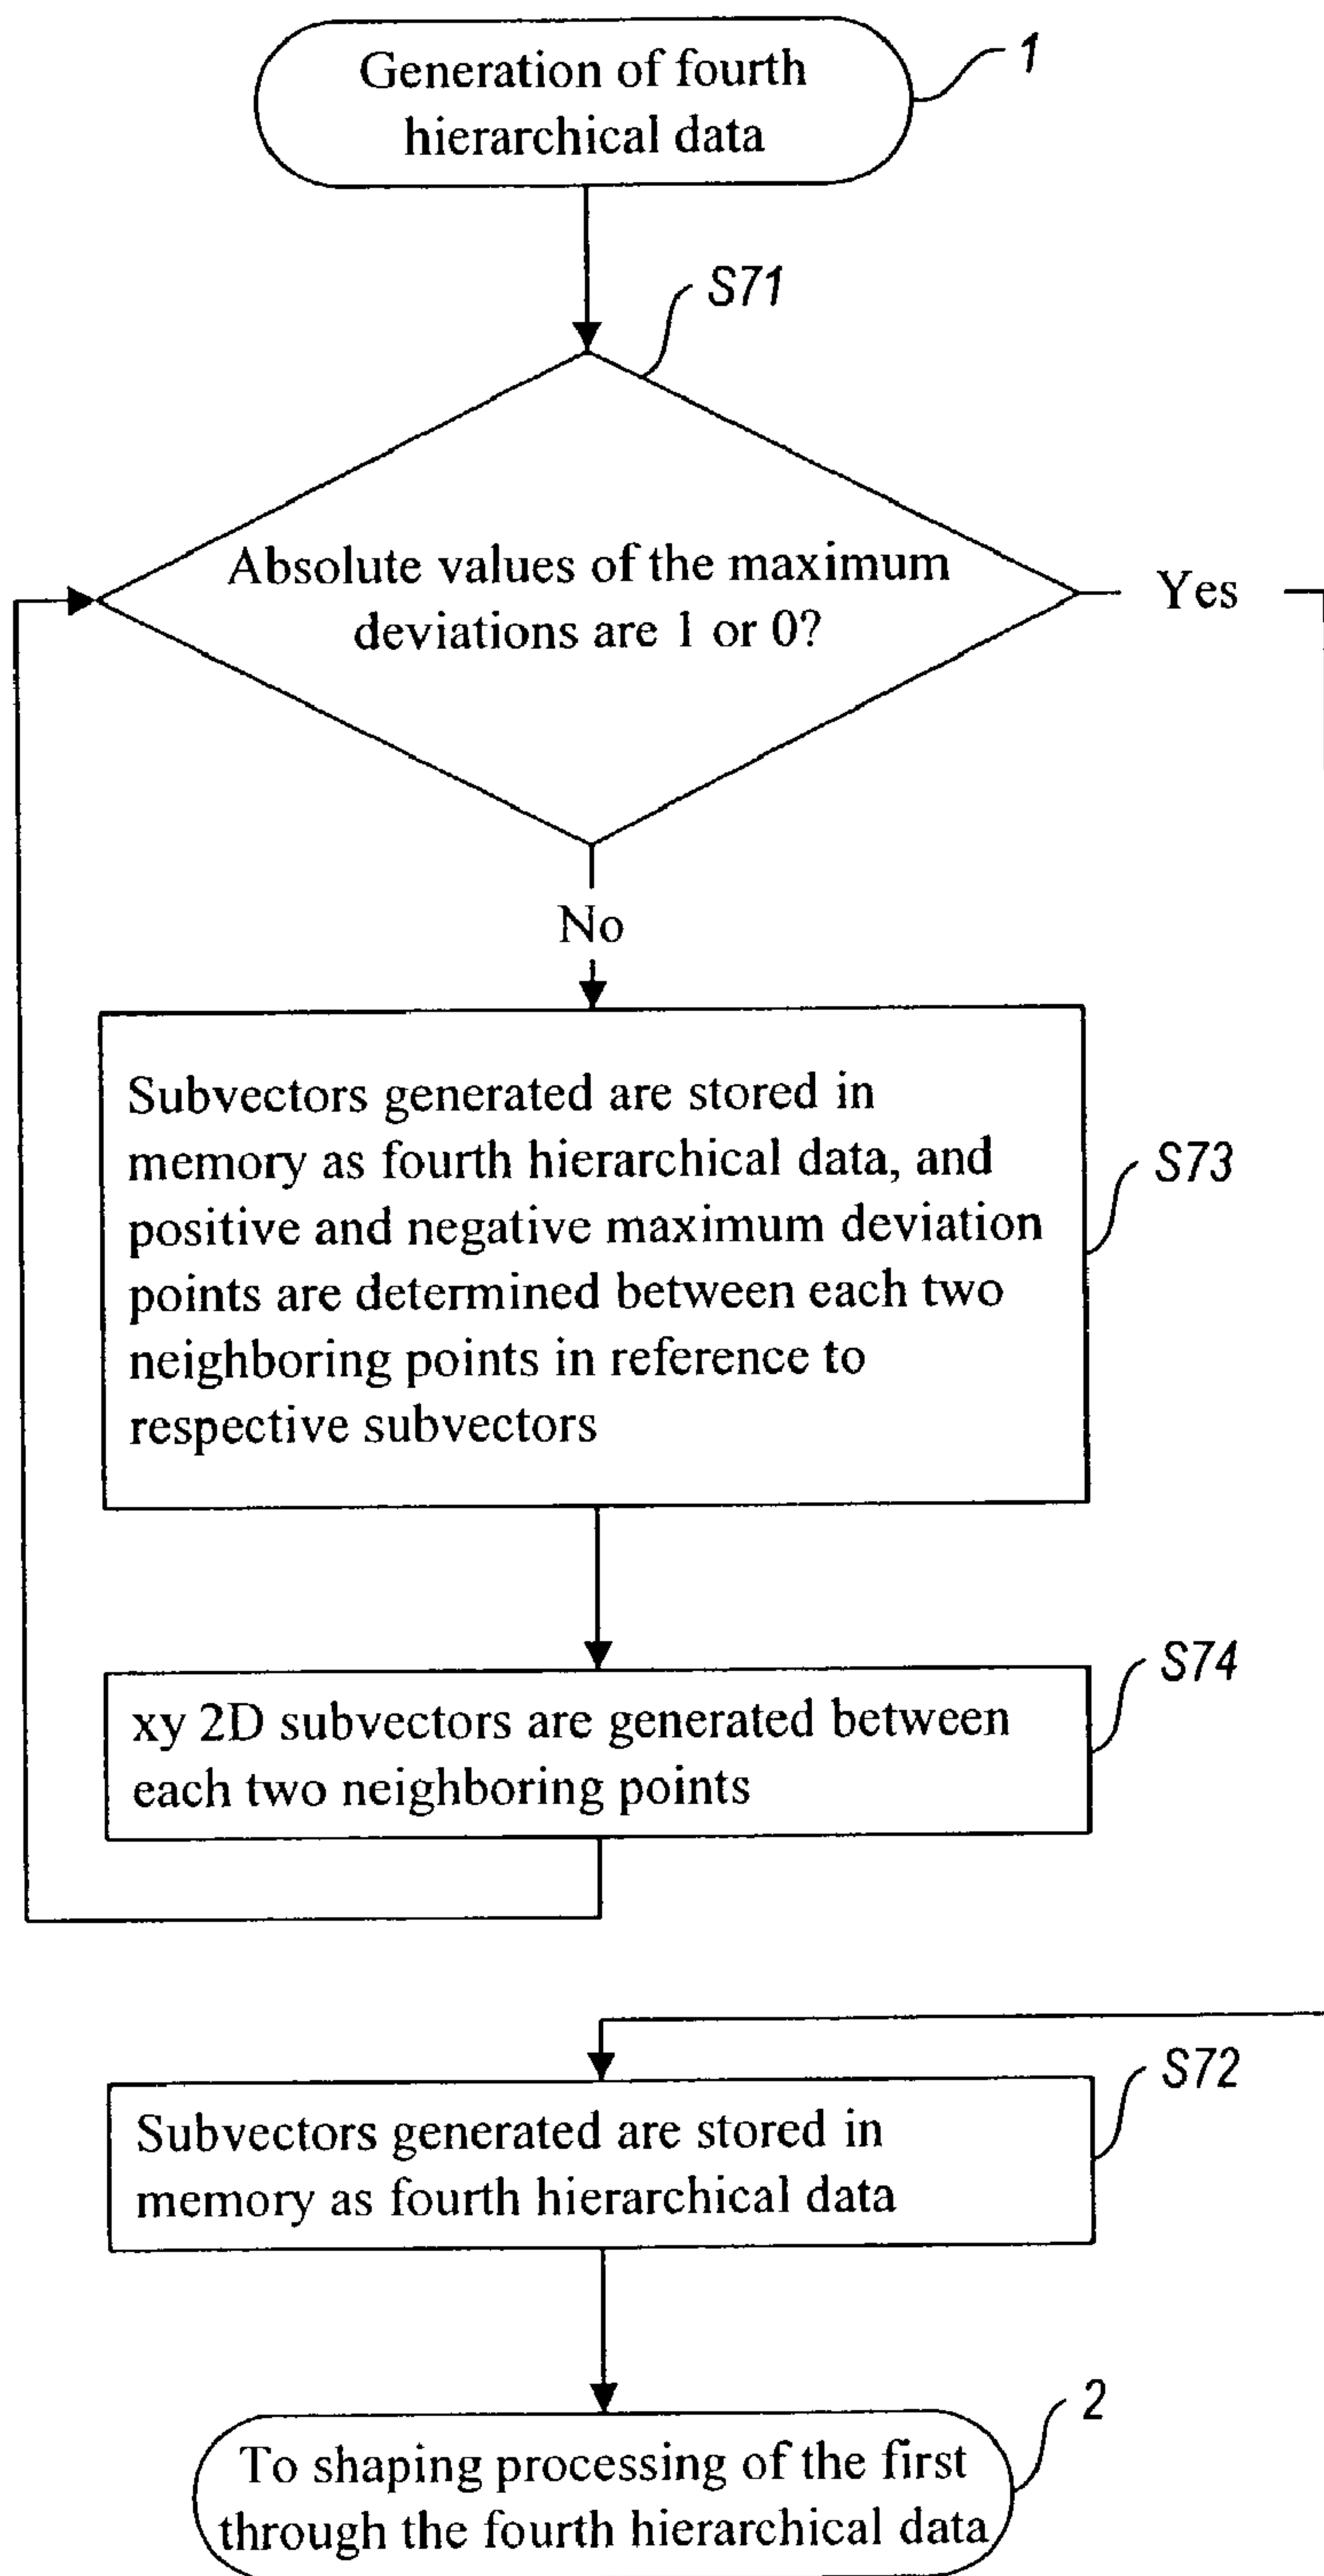 Generation of fourth
hierarchical data
1
S71
Absolute values of the maximum
deviations are 1 or 0?
Yes
No
Subvectors generated are stored in
memory as fourth hierarchical data, and
positive and negative maximum deviation
points are determined between each two
neighboring points in reference to
respective subvectors
S73
xy 2D subvectors are generated between
each two neighboring points
S74
Subvectors generated are stored in
memory as fourth hierarchical data
S72
To shaping processing of the first
through the fourth hierarchical data
2